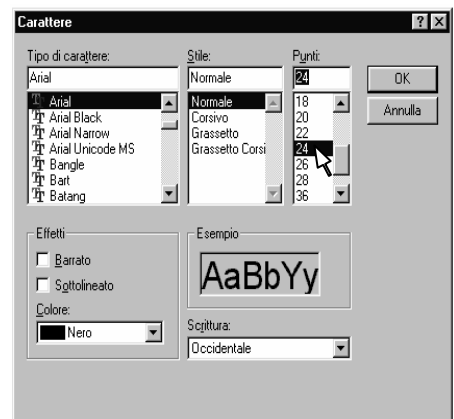 Carattere
Tipo di carattere:
Arial
Arial
Arial Black
Arial Narrow
Arial Unicode MS
Bangle
Bart
Batang
Stile:
Normale
Normale
Corsivo
Grassetto
Grassetto Corsi
Punti:
24
18
20
22
24
26
28
36
OK
Annulla
Effetti
Barrato
Sottolineato
Colore:
Nero
Esempio
AaBbYy
Scrittura:
Occidentale